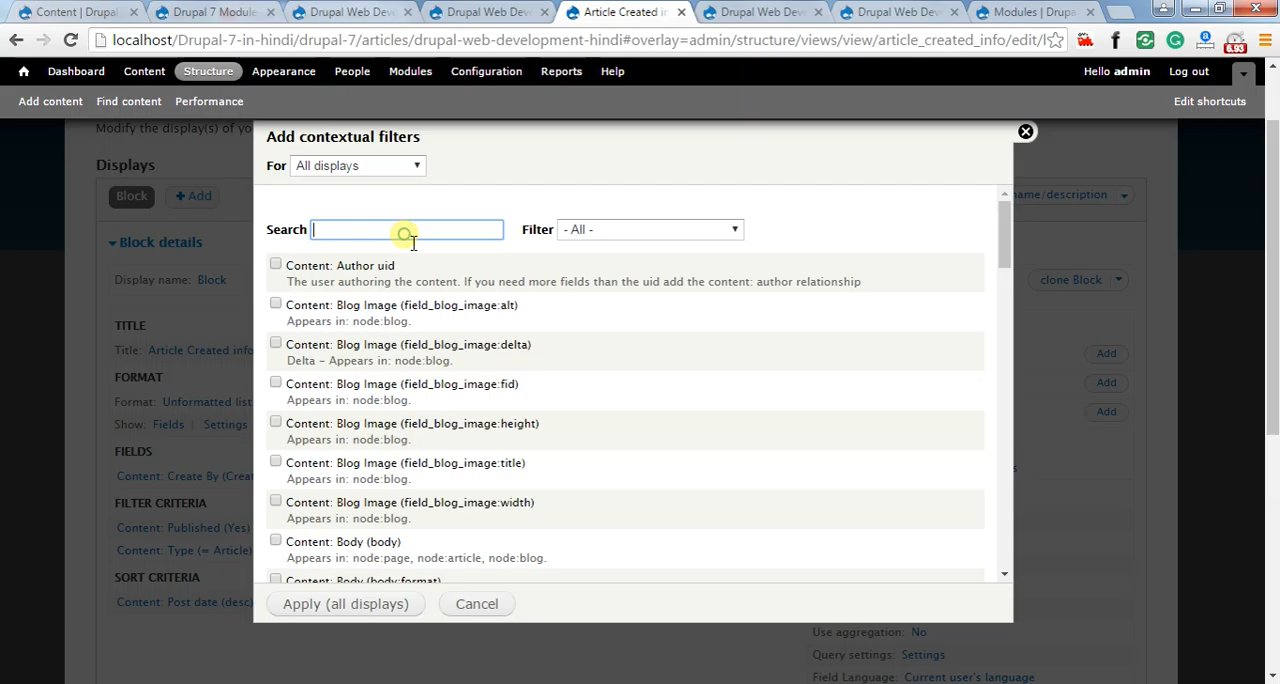 Content | Drupal
Drupal 7 Module
Drupal Web Dev
Drupal Web Dev
Article Created in
Drupal Web De
Drupal Web De
Modules | Drup
localhost/Drupal-7-in-hindi/drupal-7/articles/drupal-web-development-hindi#overlay=admin/structure/views/view/article_created_info/edit/
6.93
Dashboard Content Structure Appearance People Modules Configuration Reports Help
Hello admin Log out
Add content Find content Performance
Edit shortcuts
Modify the display(s) of yo
Displays
Block + Add
name/description
Block details
Display name: Block
clone Block
TITLE
Title: Article Created info
FORMAT
Format: Unformatted list
Show: Fields | Settings
FIELDS
Content: Create By (Crea
FILTER CRITERIA
Content: Published (Yes)
Content: Type (= Article)
SORT CRITERIA
Content: Post date (desc)
Add
Add
Add
Use aggregation: No
Query settings: Settings
Field Language: Current user's language
Add contextual filters
For All displays
Search
Filter - All -
Content: Author uid
The user authoring the content. If you need more fields than the uid add the content: author relationship
Content: Blog Image (field_blog_image:alt)
Appears in: node:blog.
Content: Blog Image (field_blog_image:delta)
Delta - Appears in: node:blog.
Content: Blog Image (field_blog_image:fid)
Appears in: node:blog.
Content: Blog Image (field_blog_image:height)
Appears in: node:blog.
Content: Blog Image (field_blog_image:title)
Appears in: node:blog.
Content: Blog Image (field_blog_image:width)
Appears in: node:blog.
Content: Body (body)
Appears in: node:page, node:article, node:blog.
Content: Body (body:format)
Apply (all displays) Cancel